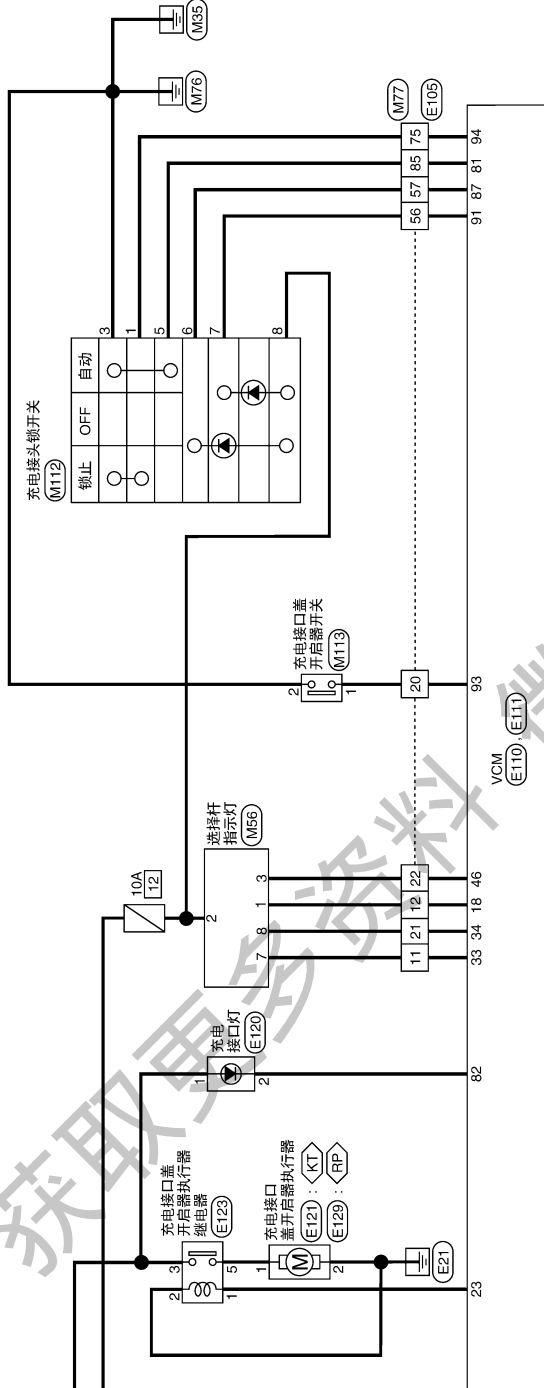 M35
M76
M77
E105
75
94
85
81
57
87
56
91
3
1
5
6
7
8
自动
OFF
锁止
充电接头锁开关
M112
充电接口盖
开启器开关
M113
2
1
20
93
VCM
E110 , E111
选择杆
指示灯
M56
10A
12
2
3
1
8
7
22
12
21
11
46
18
34
33
充电
接口灯
E120
1
2
82
充电接口盖
开启器执行器
继电器
E123
3
5
2
1
充电接口
盖开启器执行器
E121 : KT
E129 : RP
1
M
2
E21
23
获取更多资料